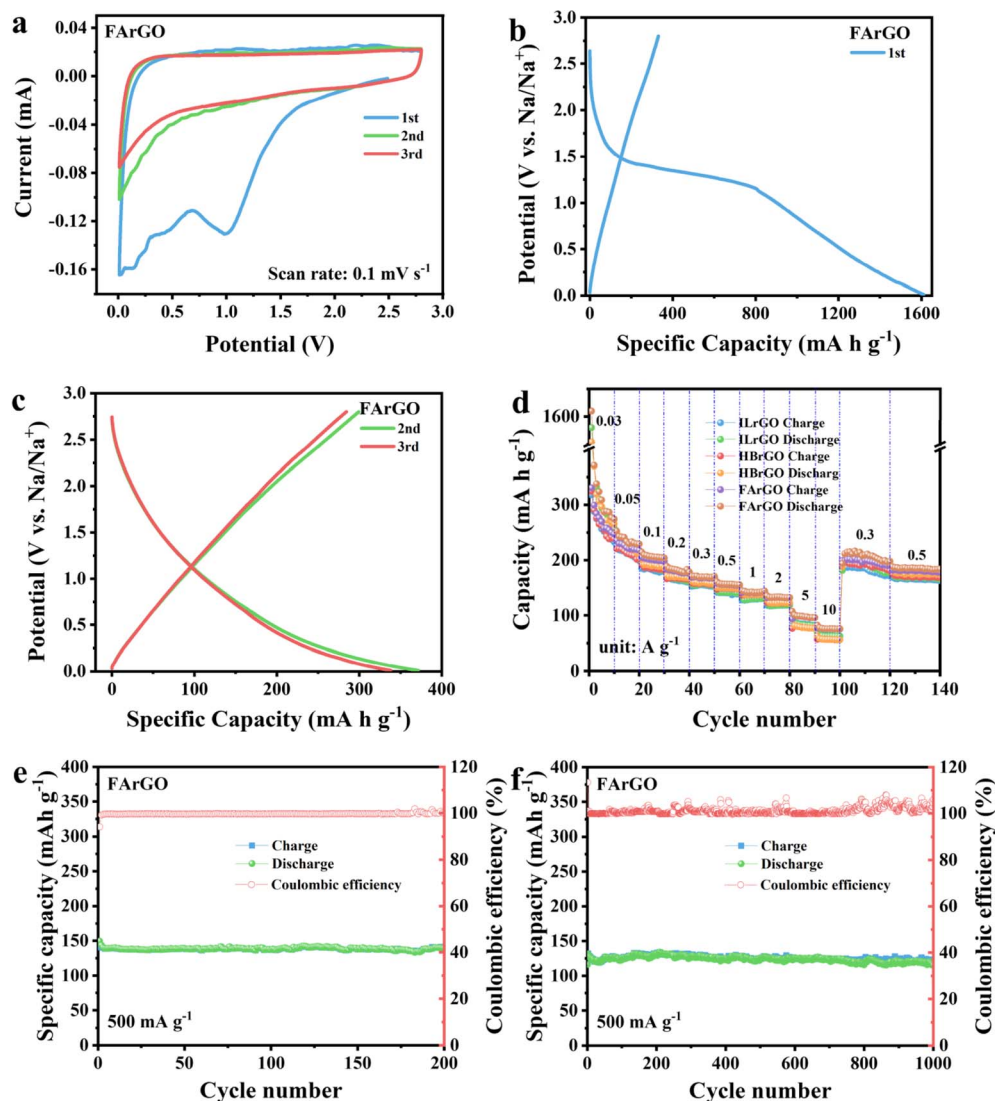 a
FArGO
0.04
0.00
-0.04
-0.08
-0.12
-0.16
Current (mA)
1st
2nd
3rd
Scan rate: 0.1 mV s⁻¹
0.0 0.5 1.0 1.5 2.0 2.5 3.0
Potential (V)
b
FArGO
1st
3.0
2.5
2.0
1.5
1.0
0.5
0.0
Potential (V vs. Na/Na⁺)
0 400 800 1200 1600
Specific Capacity (mA h g⁻¹)
c
FArGO
2nd
3rd
3.0
2.5
2.0
1.5
1.0
0.5
0.0
Potential (V vs. Na/Na⁺)
0 100 200 300 400
Specific Capacity (mA h g⁻¹)
d
1600
300
200
100
0
Capacity (mA h g⁻¹)
0.03
0.05
0.1
0.2
0.3
0.5
1
2
5
10
0.3
0.5
ILrGO Charge
ILrGO Discharge
HBrGO Charge
HBrGO Discharg
FArGO Charge
FArGO Discharge
unit: A g⁻¹
0 20 40 60 80 100 120 140
Cycle number
e
FArGO
400
350
300
250
200
150
100
50
0
Specific capacity (mAh g⁻¹)
Charge
Discharge
Coulombic efficiency
500 mA g⁻¹
120
100
80
60
40
20
0
Coulombic efficiency (%)
0 50 100 150 200
Cycle number
f
FArGO
400
350
300
250
200
150
100
50
0
Specific capacity (mAh g⁻¹)
Charge
Discharge
Coulombic efficiency
500 mA g⁻¹
120
100
80
60
40
20
0
Coulombic efficiency (%)
0 200 400 600 800 1000
Cycle number